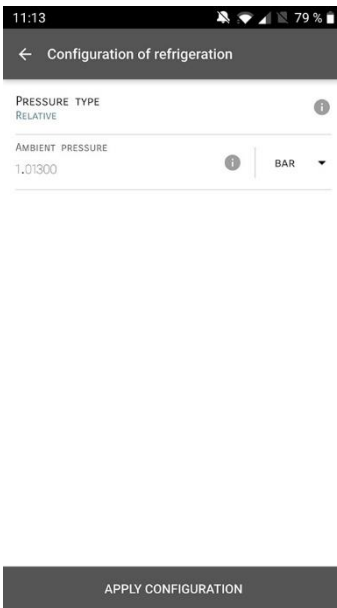 11:13
79 %
Configuration of refrigeration
PRESSURE TYPE
RELATIVE
AMBIENT PRESSURE
1.01300
BAR
APPLY CONFIGURATION